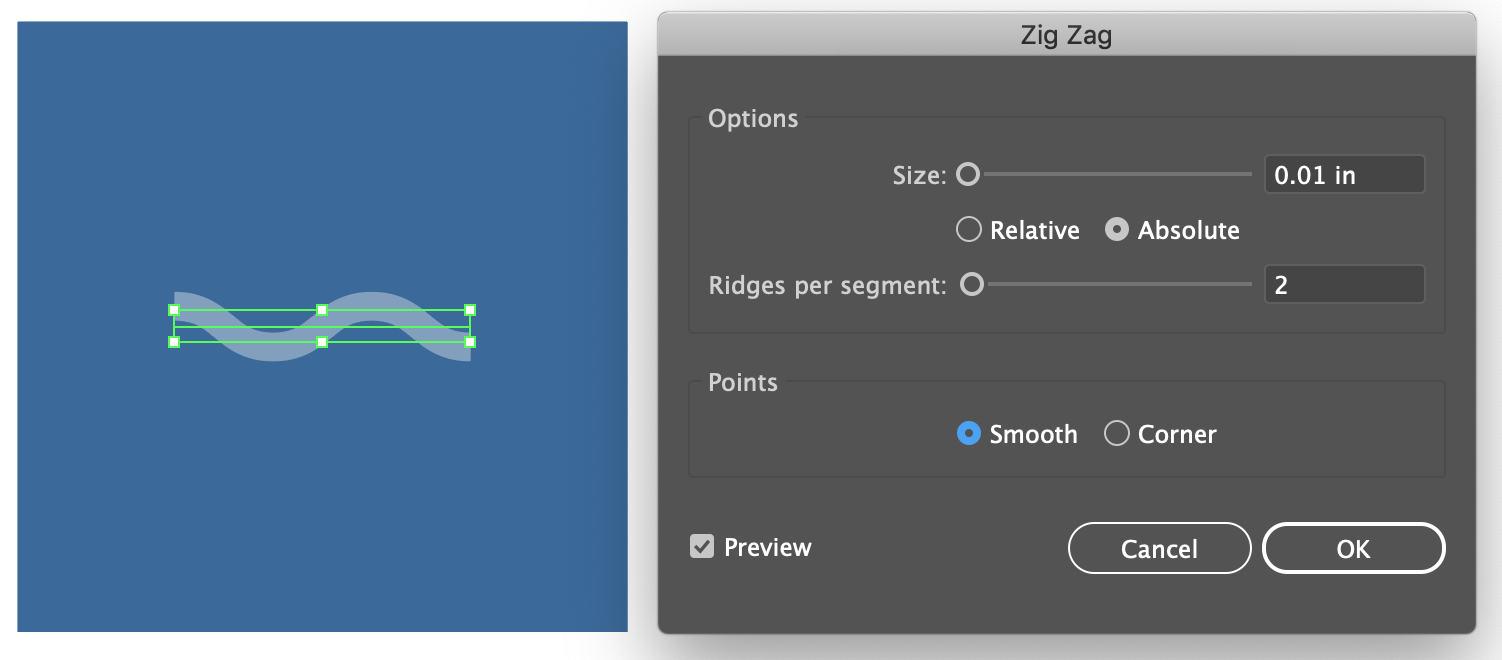 Zig Zag
Options
Size: 0.01 in
Relative Absolute
Ridges per segment: 2
Points
Smooth Corner
Preview Cancel OK